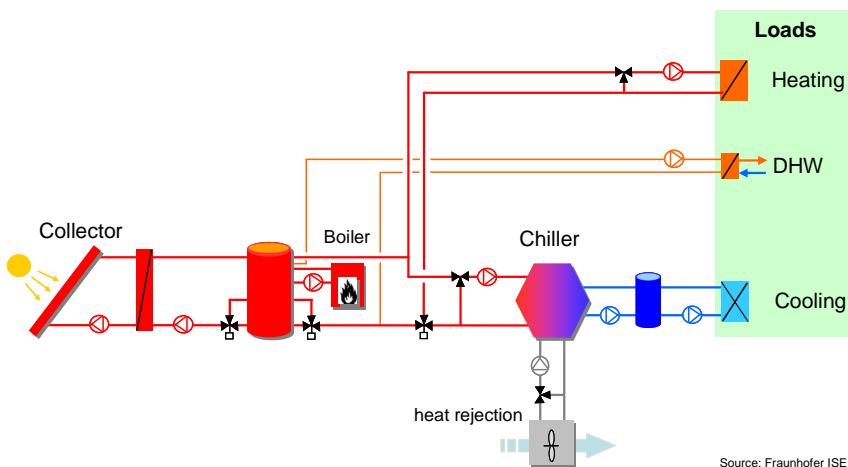 Loads
Heating
DHW
Collector
Boiler
Chiller
Cooling
heat rejection
Source: Fraunhofer ISE